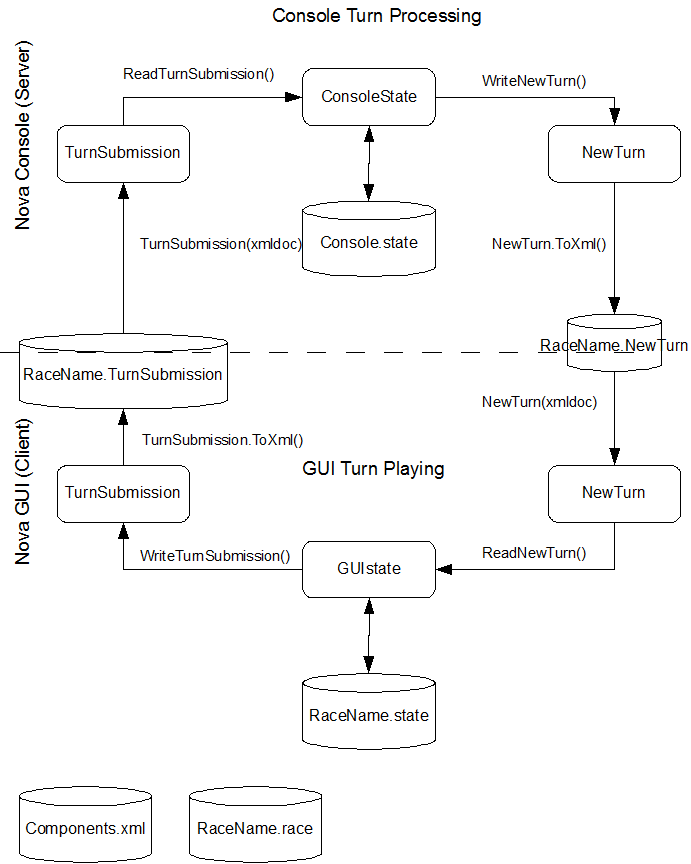 Console Turn Processing
Nova Console (Server)
ReadTurnSubmission()
ConsoleState
WriteNewTurn()
TurnSubmission
NewTurn
TurnSubmission(xmldoc)
Console.state
NewTurn.ToXml()
RaceName.TurnSubmission
RaceName.NewTurn
NewTurn(xmldoc)
Nova GUI (Client)
TurnSubmission.ToXml()
GUI Turn Playing
TurnSubmission
NewTurn
WriteTurnSubmission()
GUIstate
ReadNewTurn()
RaceName.state
Components.xml
RaceName.race